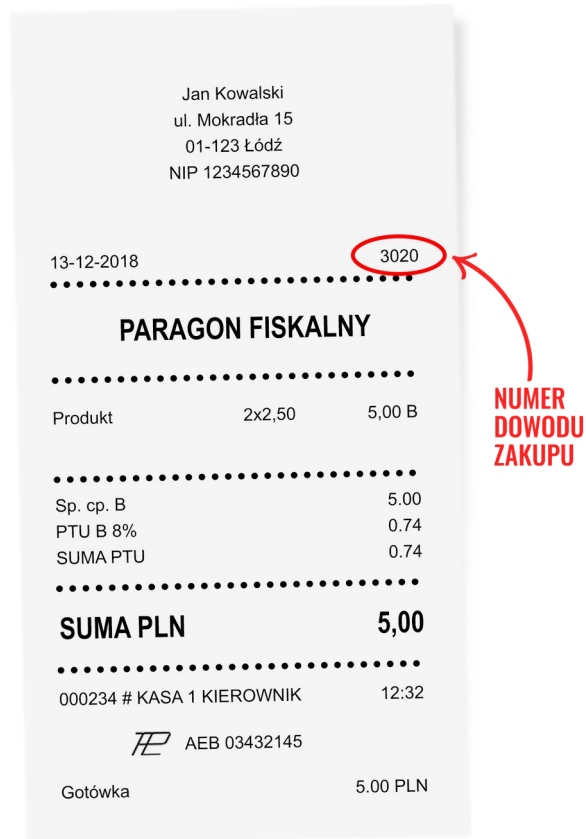 Jan Kowalski
ul. Mokradła 15
01-123 Łódź
NIP 1234567890
13-12-2018 3020
PARAGON FISKALNY
Produkt 2x2,50 5,00 B
Sp. cp. B 5.00
PTU B 8% 0.74
SUMA PTU 0.74
SUMA PLN 5,00
000234 # KASA 1 KIEROWNIK 12:32
AEB 03432145
Gotówka 5.00 PLN
NUMER
DOWODU
ZAKUPU